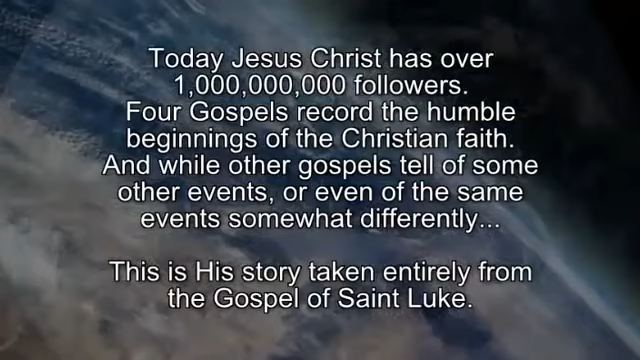 Today Jesus Christ has over
1,000,000,000 followers.
Four Gospels record the humble
beginnings of the Christian faith.
And while other gospels tell of some
other events, or even of the same
events somewhat differently...
This is His story taken entirely from
the Gospel of Saint Luke.